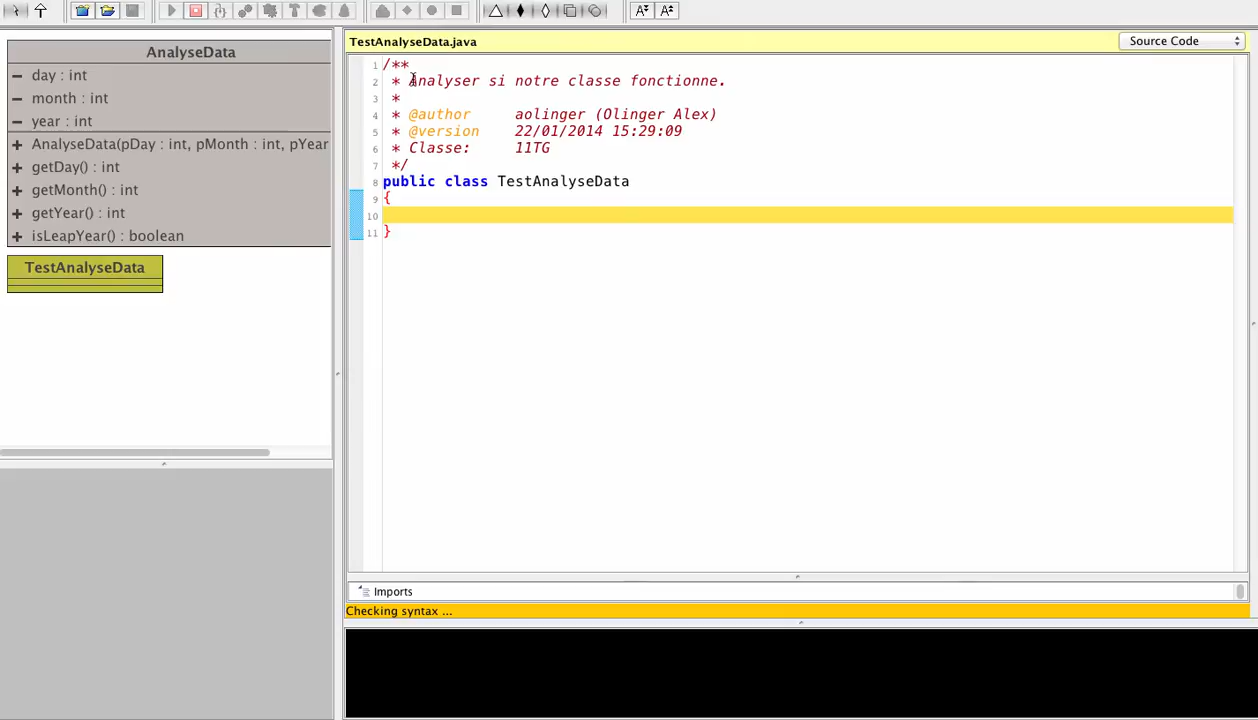 AnalyseData
− day : int
− month : int
− year : int
+ AnalyseData(pDay : int, pMonth : int, pYear
+ getDay() : int
+ getMonth() : int
+ getYear() : int
+ isLeapYear() : boolean
TestAnalyseData
TestAnalyseData.java
Source Code
1 /**
2 * Analyser si notre classe fonctionne.
3 *
4 * @author aolinger (Olinger Alex)
5 * @version 22/01/2014 15:29:09
6 * Classe: 11TG
7 */
8 public class TestAnalyseData
9 {
10
11 }
Imports
Checking syntax ...